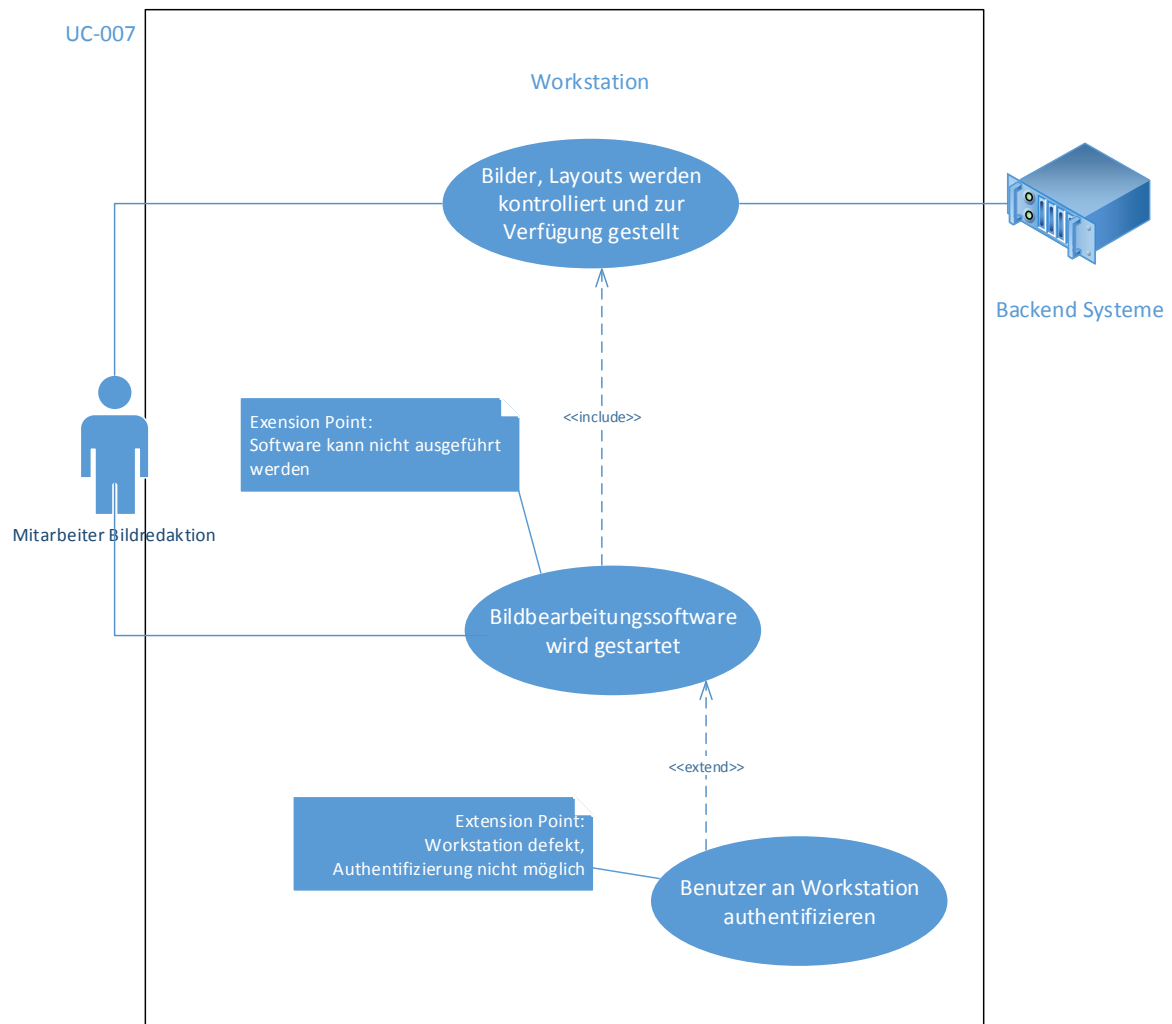 UC-007
Workstation
Bilder, Layouts werden
kontrolliert und zur
Verfügung gestellt
Backend Systeme
Exension Point:
Software kann nicht ausgeführt
werden
<<include>>
Mitarbeiter Bildredaktion
Bildbearbeitungssoftware
wird gestartet
<<extend>>
Extension Point:
Workstation defekt,
Authentifizierung nicht möglich
Benutzer an Workstation
authentifizieren